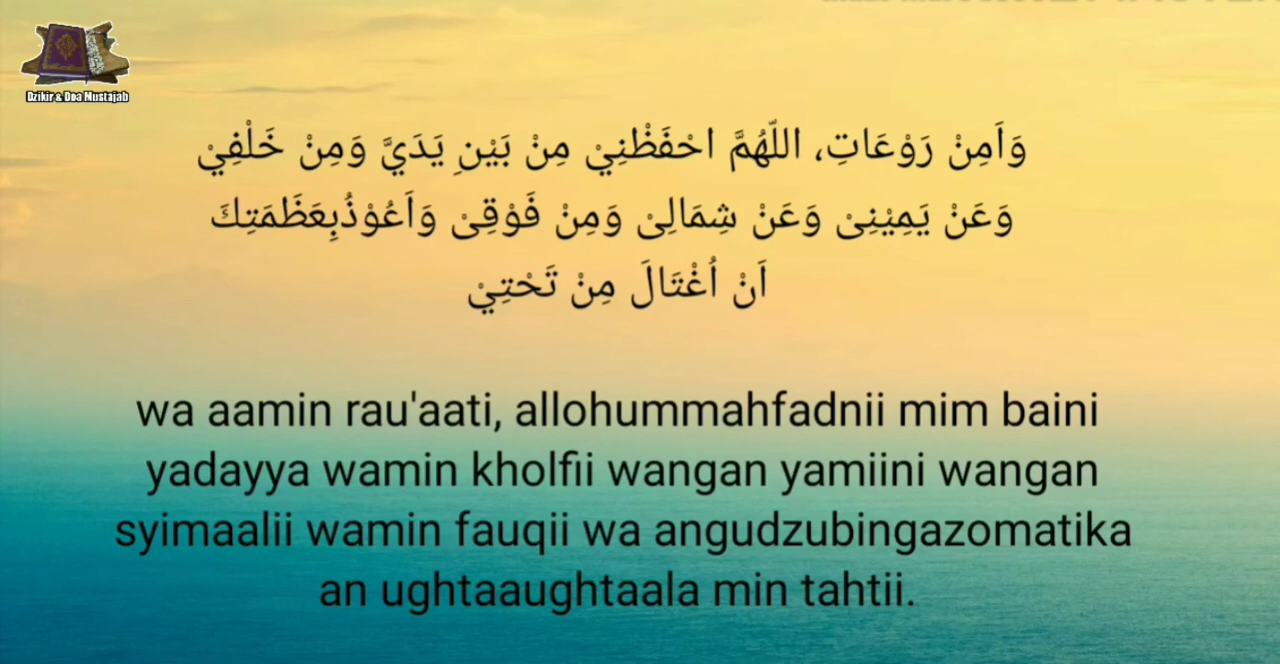 Dzikir & Doa Mustajab
وَاَمِنْ رَوْعَاتِ، اللّهُمَّ احْفَظْنِيْ مِنْ بَيْنِ يَدَيَّ وَمِنْ خَلْفِيْ
وَعَنْ يَمِيْنِىْ وَعَنْ شِمَالِىْ وَمِنْ فَوْقِىْ وَاَعُوْذُبِعَظَمَتِكَ
اَنْ اُغْتَالَ مِنْ تَحْتِيْ
wa aamin rau'aati, allohummahfadnii mim baini
yadayya wamin kholfii wangan yamiini wangan
syimaalii wamin fauqii wa angudzubingazomatika
an ughtaaughtaala min tahtii.